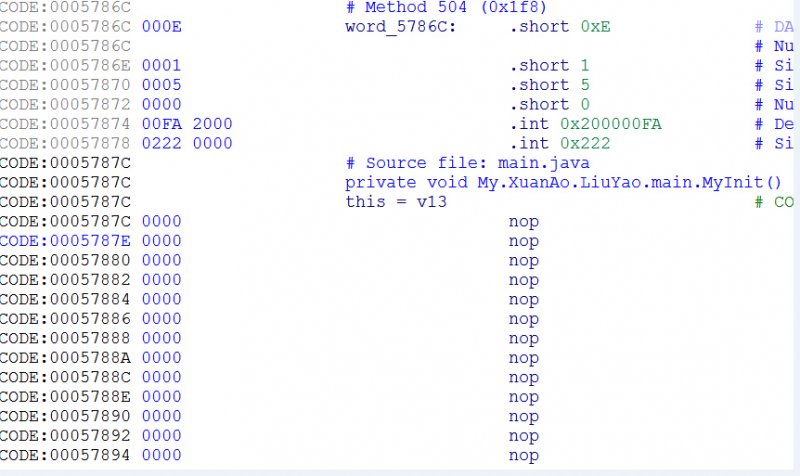 CODE:0005786C # Method 504 (0x1f8)
CODE:0005786C 000E word_5786C: .short 0xE # DA
CODE:0005786C # Nu
CODE:0005786E 0001 .short 1 # Si
CODE:00057870 0005 .short 5 # Si
CODE:00057872 0000 .short 0 # Nu
CODE:00057874 00FA 2000 .int 0x200000FA # De
CODE:00057878 0222 0000 .int 0x222 # Si
CODE:0005787C # Source file: main.java
CODE:0005787C private void My.XuanAo.LiuYao.main.MyInit()
CODE:0005787C this = v13 # CO
CODE:0005787C 0000 nop
CODE:0005787E 0000 nop
CODE:00057880 0000 nop
CODE:00057882 0000 nop
CODE:00057884 0000 nop
CODE:00057886 0000 nop
CODE:00057888 0000 nop
CODE:0005788A 0000 nop
CODE:0005788C 0000 nop
CODE:0005788E 0000 nop
CODE:00057890 0000 nop
CODE:00057892 0000 nop
CODE:00057894 0000 nop